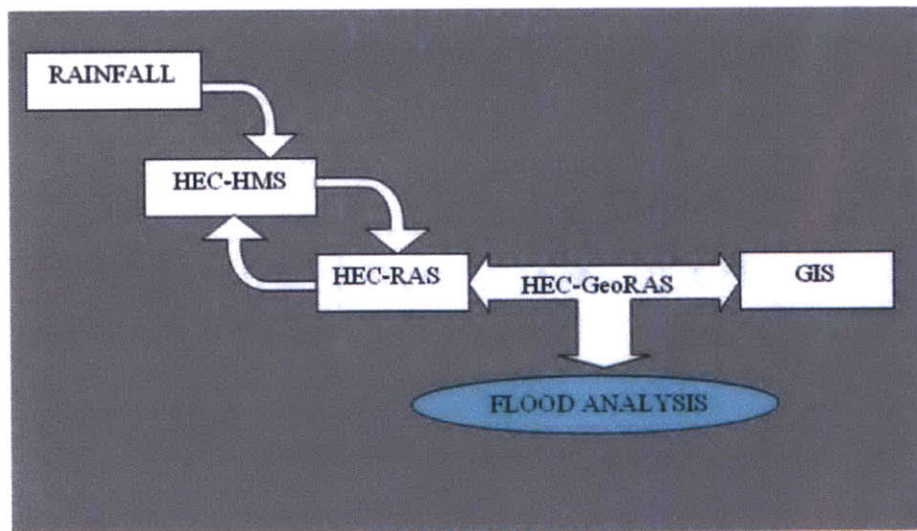 RAINFALL
HEC-HMS
HEC-RAS
HEC-GeoRAS
GIS
FLOOD ANALYSIS